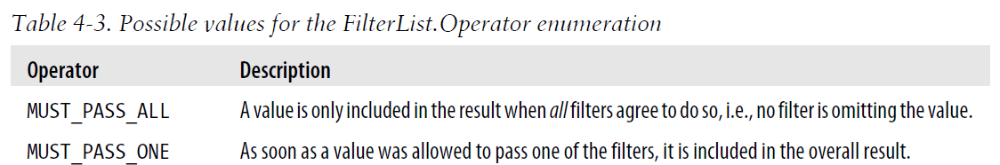 Table 4-3. Possible values for the FilterList.Operator enumeration
Operator Description
MUST_PASS_ALL A value is only included in the result when all filters agree to do so, i.e., no filter is omitting the value.
MUST_PASS_ONE As soon as a value was allowed to pass one of the filters, it is included in the overall result.